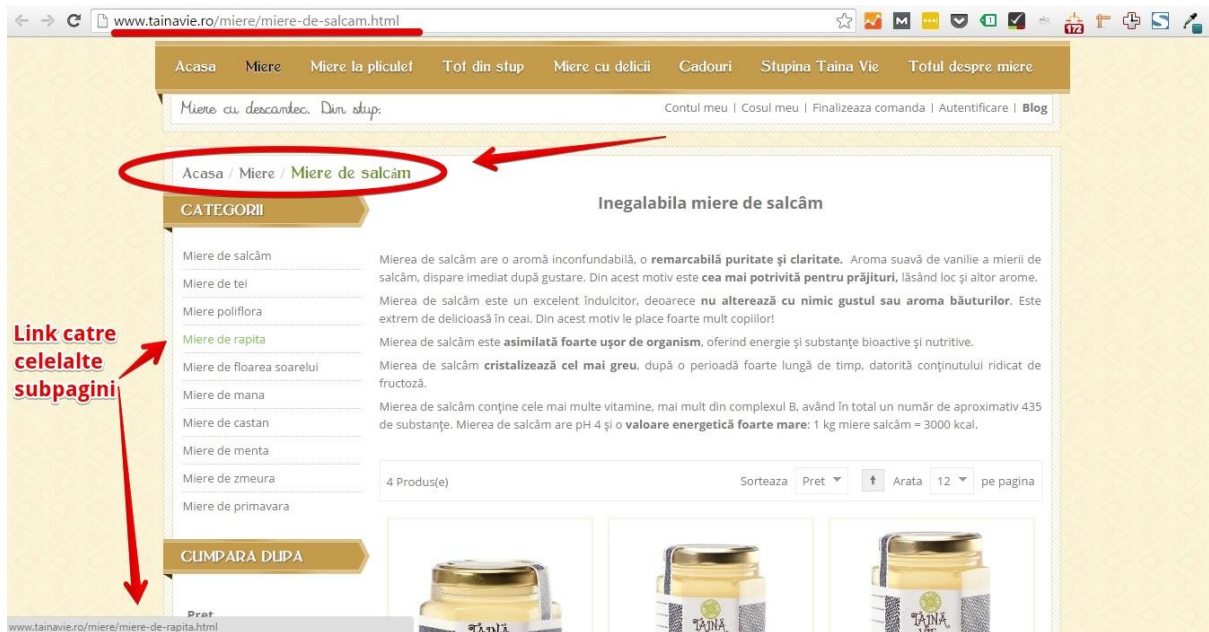 www.tainavie.ro/miere/miere-de-salcam.html
172
Acasa Miere Miere la pliculet Tot din stup Miere cu delicii Cadouri Stupina Taina Vie Totul despre miere
Miere cu descantec. Din stup.
Contul meu | Cosul meu | Finalizeaza comanda | Autentificare | Blog
Acasa / Miere / Miere de salcâm
CATEGORII
Miere de salcâm
Miere de tei
Miere poliflora
Miere de rapita
Miere de floarea soarelui
Miere de mana
Miere de castan
Miere de menta
Miere de zmeura
Miere de primavara
CUMPARA DUPA
Pret
Link catre
celelalte
subpagini
Inegalabila miere de salcâm
Mierea de salcâm are o aromă inconfundabilă, o remarcabilă puritate şi claritate. Aroma suavă de vanilie a mierii de
salcâm, dispare imediat după gustare. Din acest motiv este cea mai potrivită pentru prăjituri, lăsând loc şi altor arome.
Mierea de salcâm este un excelent îndulcitor, deoarece nu alterează cu nimic gustul sau aroma băuturilor. Este
extrem de delicioasă în ceai. Din acest motiv le place foarte mult copiilor!
Mierea de salcâm este asimilată foarte uşor de organism, oferind energie şi substanţe bioactive şi nutritive.
Mierea de salcâm cristalizează cel mai greu, după o perioadă foarte lungă de timp, datorită conţinutului ridicat de
fructoză.
Mierea de salcâm conţine cele mai multe vitamine, mai mult din complexul B, având în total un număr de aproximativ 435
de substanţe. Mierea de salcâm are pH 4 şi o valoare energetică foarte mare: 1 kg miere salcâm = 3000 kcal.
4 Produs(e)
Sorteaza Pret Arata 12 pe pagina
TAINĂ
TAINĂ
TAINĂ
VIE
www.tainavie.ro/miere/miere-de-rapita.html